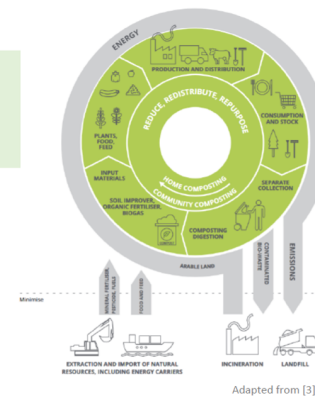 ENERGY
PRODUCTION AND DISTRIBUTION
REDUCE, REDISTRIBUTE, REPURPOSE
CONSUMPTION
AND STOCK
PLANTS,
FOOD,
FEED
INPUT
MATERIALS
SEPARATE
COLLECTION
HOME COMPOSTING
COMMUNITY COMPOSTING
SOIL IMPROVER,
ORGANIC FERTILISER,
BIOGAS
COMPOSTING
DIGESTION
ARABLE LAND
CONTAMINATED
BIO-WASTE
EMISSIONS
MINERAL FERTILISER,
FOOD AND FEED
Minimise
EXTRACTION AND IMPORT OF NATURAL
RESOURCES, INCLUDING ENERGY CARRIERS
INCINERATION
LANDFILL
Adapted from [3]